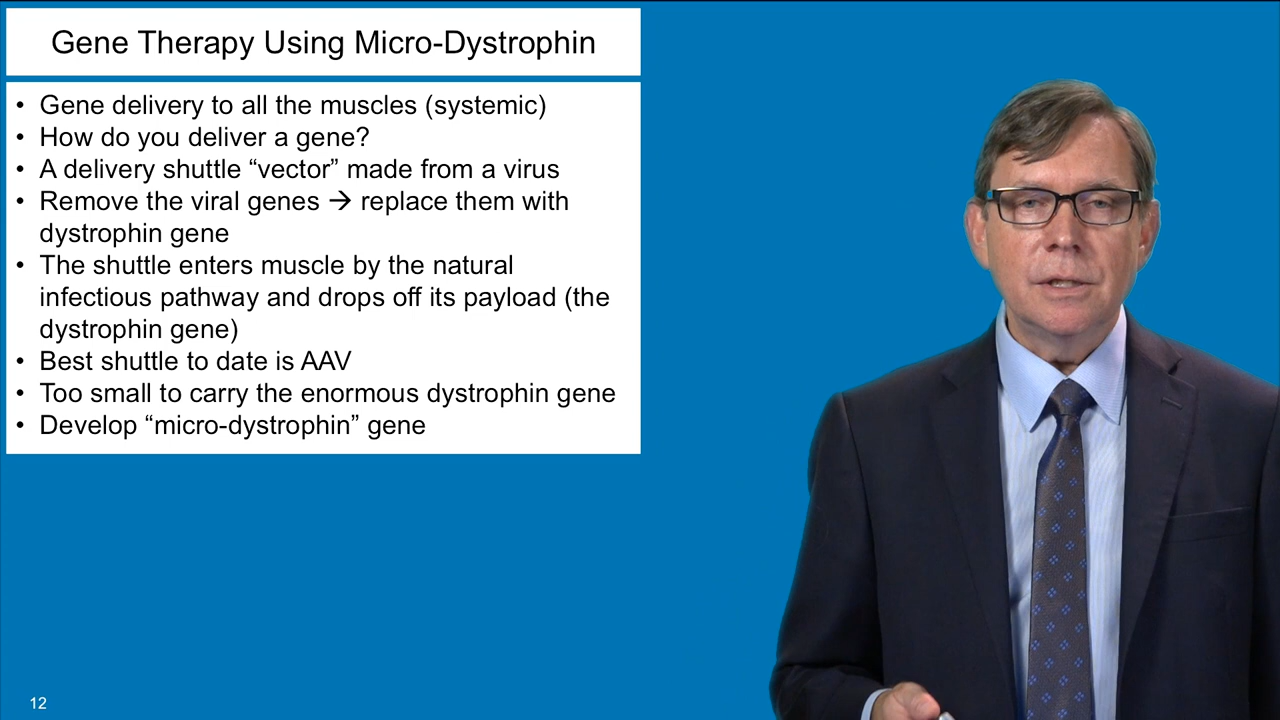 Gene Therapy Using Micro-Dystrophin
• Gene delivery to all the muscles (systemic)
• How do you deliver a gene?
• A delivery shuttle “vector” made from a virus
• Remove the viral genes → replace them with
dystrophin gene
• The shuttle enters muscle by the natural
infectious pathway and drops off its payload (the
dystrophin gene)
• Best shuttle to date is AAV
• Too small to carry the enormous dystrophin gene
• Develop “micro-dystrophin” gene
12